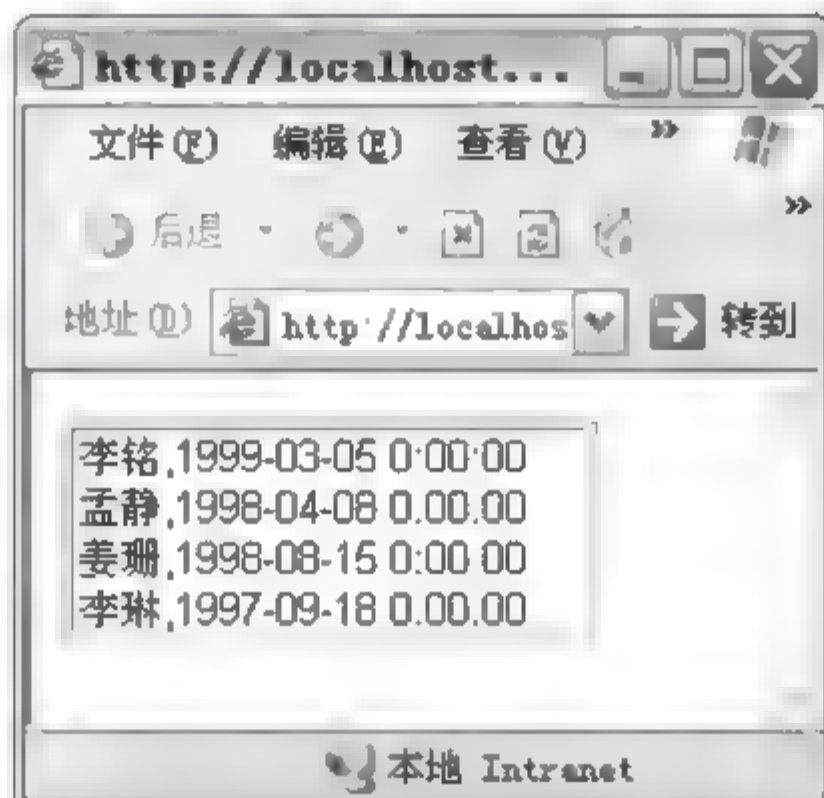 http://localhost...
文件(F) 编辑(E) 查看(V) »
后退 »
地址(D) http://localhos 转到
李铭,1999-03-05 0:00:00
孟静,1998-04-08 0.00.00
姜珊,1998-08-15 0:00 00
李琳,1997-09-18 0.00.00
本地 Intranet